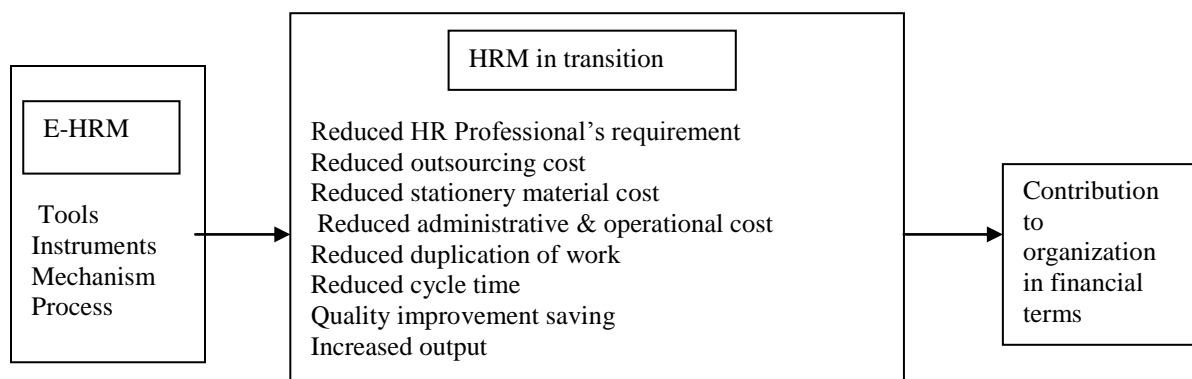 E-HRM
Tools
Instruments
Mechanism
Process
HRM in transition
Reduced HR Professional's requirement
Reduced outsourcing cost
Reduced stationery material cost
Reduced administrative & operational cost
Reduced duplication of work
Reduced cycle time
Quality improvement saving
Increased output
Contribution
to
organization
in financial
terms